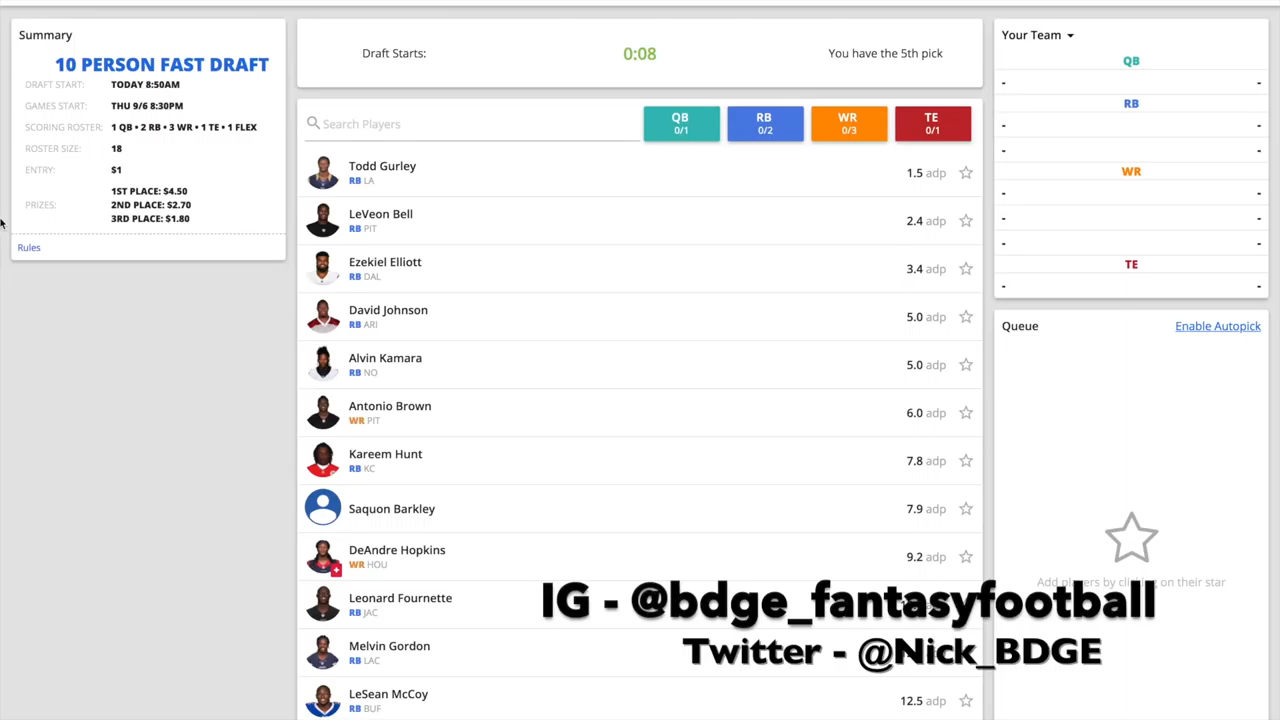 Summary
10 PERSON FAST DRAFT
DRAFT START: TODAY 8:50AM
GAMES START: THU 9/6 8:30PM
SCORING ROSTER: 1 QB • 2 RB • 3 WR • 1 TE • 1 FLEX
ROSTER SIZE: 18
ENTRY: $1
PRIZES: 1ST PLACE: $4.50
2ND PLACE: $2.70
3RD PLACE: $1.80
Rules
Draft Starts: 0:08 You have the 5th pick
Search Players
QB 0/1
RB 0/2
WR 0/3
TE 0/1
Todd Gurley
RB LA
1.5 adp
LeVeon Bell
RB PIT
2.4 adp
Ezekiel Elliott
RB DAL
3.4 adp
David Johnson
RB ARI
5.0 adp
Alvin Kamara
RB NO
5.0 adp
Antonio Brown
WR PIT
6.0 adp
Kareem Hunt
RB KC
7.8 adp
Saquon Barkley
7.9 adp
DeAndre Hopkins
WR HOU
9.2 adp
Leonard Fournette
RB JAC
Melvin Gordon
RB LAC
LeSean McCoy
RB BUF
12.5 adp
Your Team
QB
- -
RB
- -
- -
WR
- -
- -
- -
TE
- -
Queue Enable Autopick
Add players by clicking on their star
IG - @bdge_fantasyfootball
Twitter - @Nick_BDGE